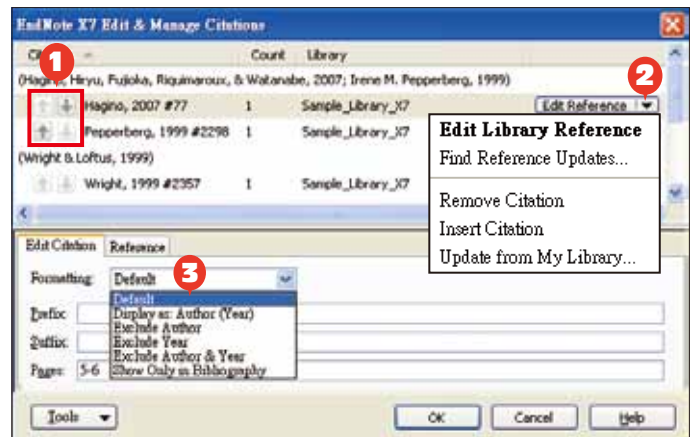 EndNote X7 Edit & Manage Citations
1
Count Library
(Hagino, Hiryu, Fujioka, Riquimaroux, & Watanabe, 2007; Irene M. Pepperberg, 1999)
2
Hagino, 2007 #77 1 Sample_Library_X7 Edit Reference
Pepperberg, 1999 #2298 1 Sample_Library_X7
(Wright & Loftus, 1999)
Wright, 1999 #2357 1 Sample_Library_X7
Edit Library Reference
Find Reference Updates...
Remove Citation
Insert Citation
Update from My Library...
Edit Citation Reference
3
Formatting: Default
Default
Display as: Author (Year)
Exclude Author
Exclude Year
Exclude Author & Year
Show Only in Bibliography
Prefix:
Suffix:
Pages: 5-6
Tools OK Cancel Help